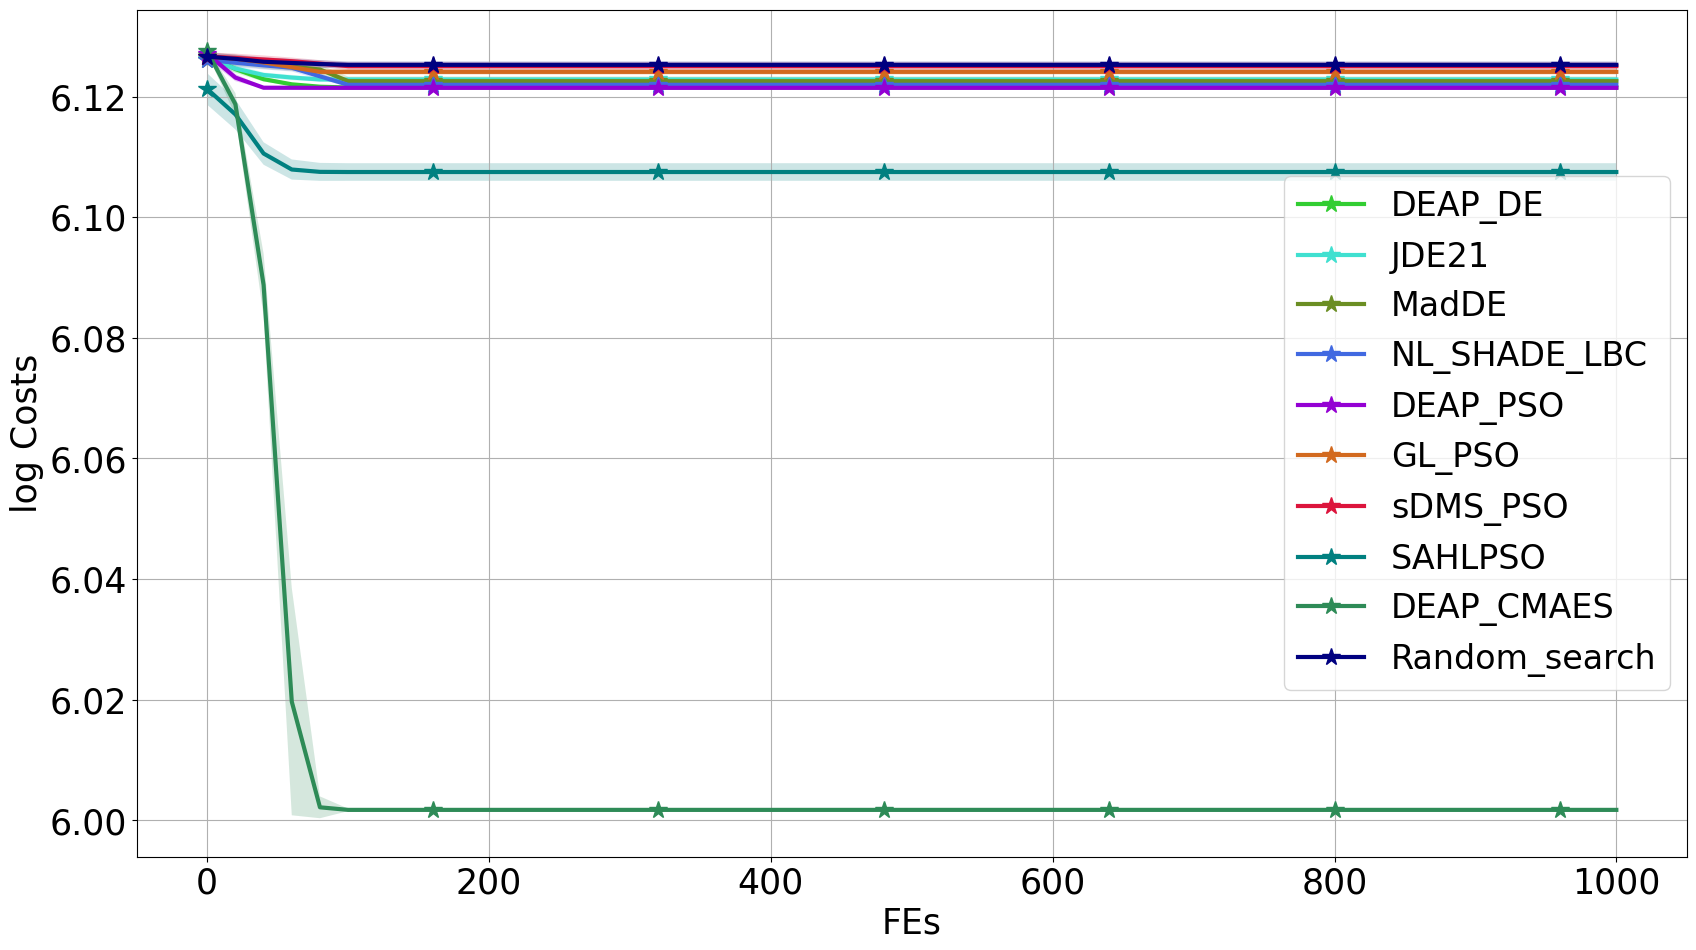 log Costs
6.12
6.10
6.08
6.06
6.04
6.02
6.00
0 200 400 600 800 1000
FEs
DEAP_DE
JDE21
MadDE
NL_SHADE_LBC
DEAP_PSO
GL_PSO
sDMS_PSO
SAHLPSO
DEAP_CMAES
Random_search